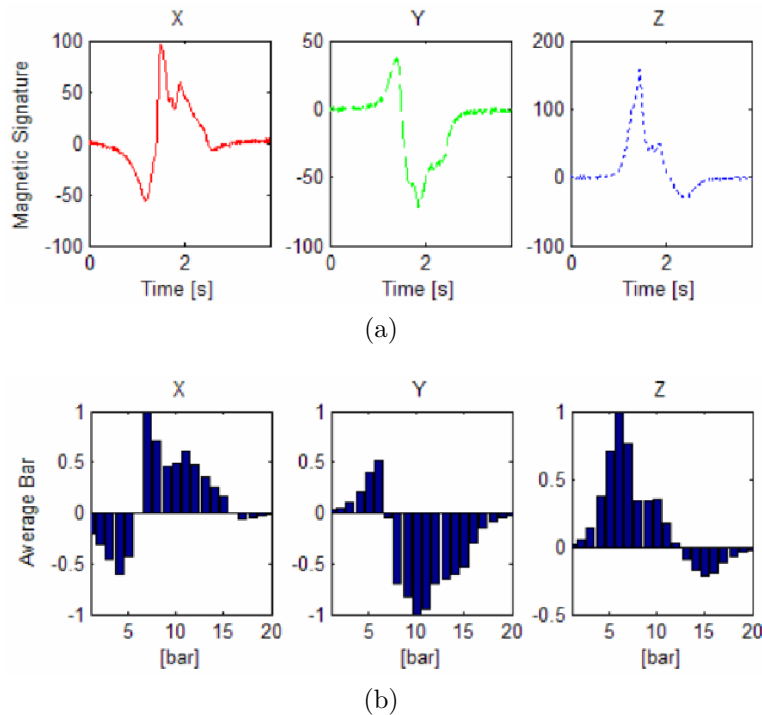 X Y Z
Magnetic Signature
100 50 200
50 0 100
0 -50 0
-50
-100 -100 -100
0 2 0 2 0 2
Time [s] Time [s] Time [s]
(a)
X Y Z
Average Bar
1 1 1
0.5 0.5 0.5
0 0 0
-0.5 -0.5
-1 -1 -0.5
5 10 15 20 5 10 15 20 5 10 15 20
[bar] [bar] [bar]
(b)